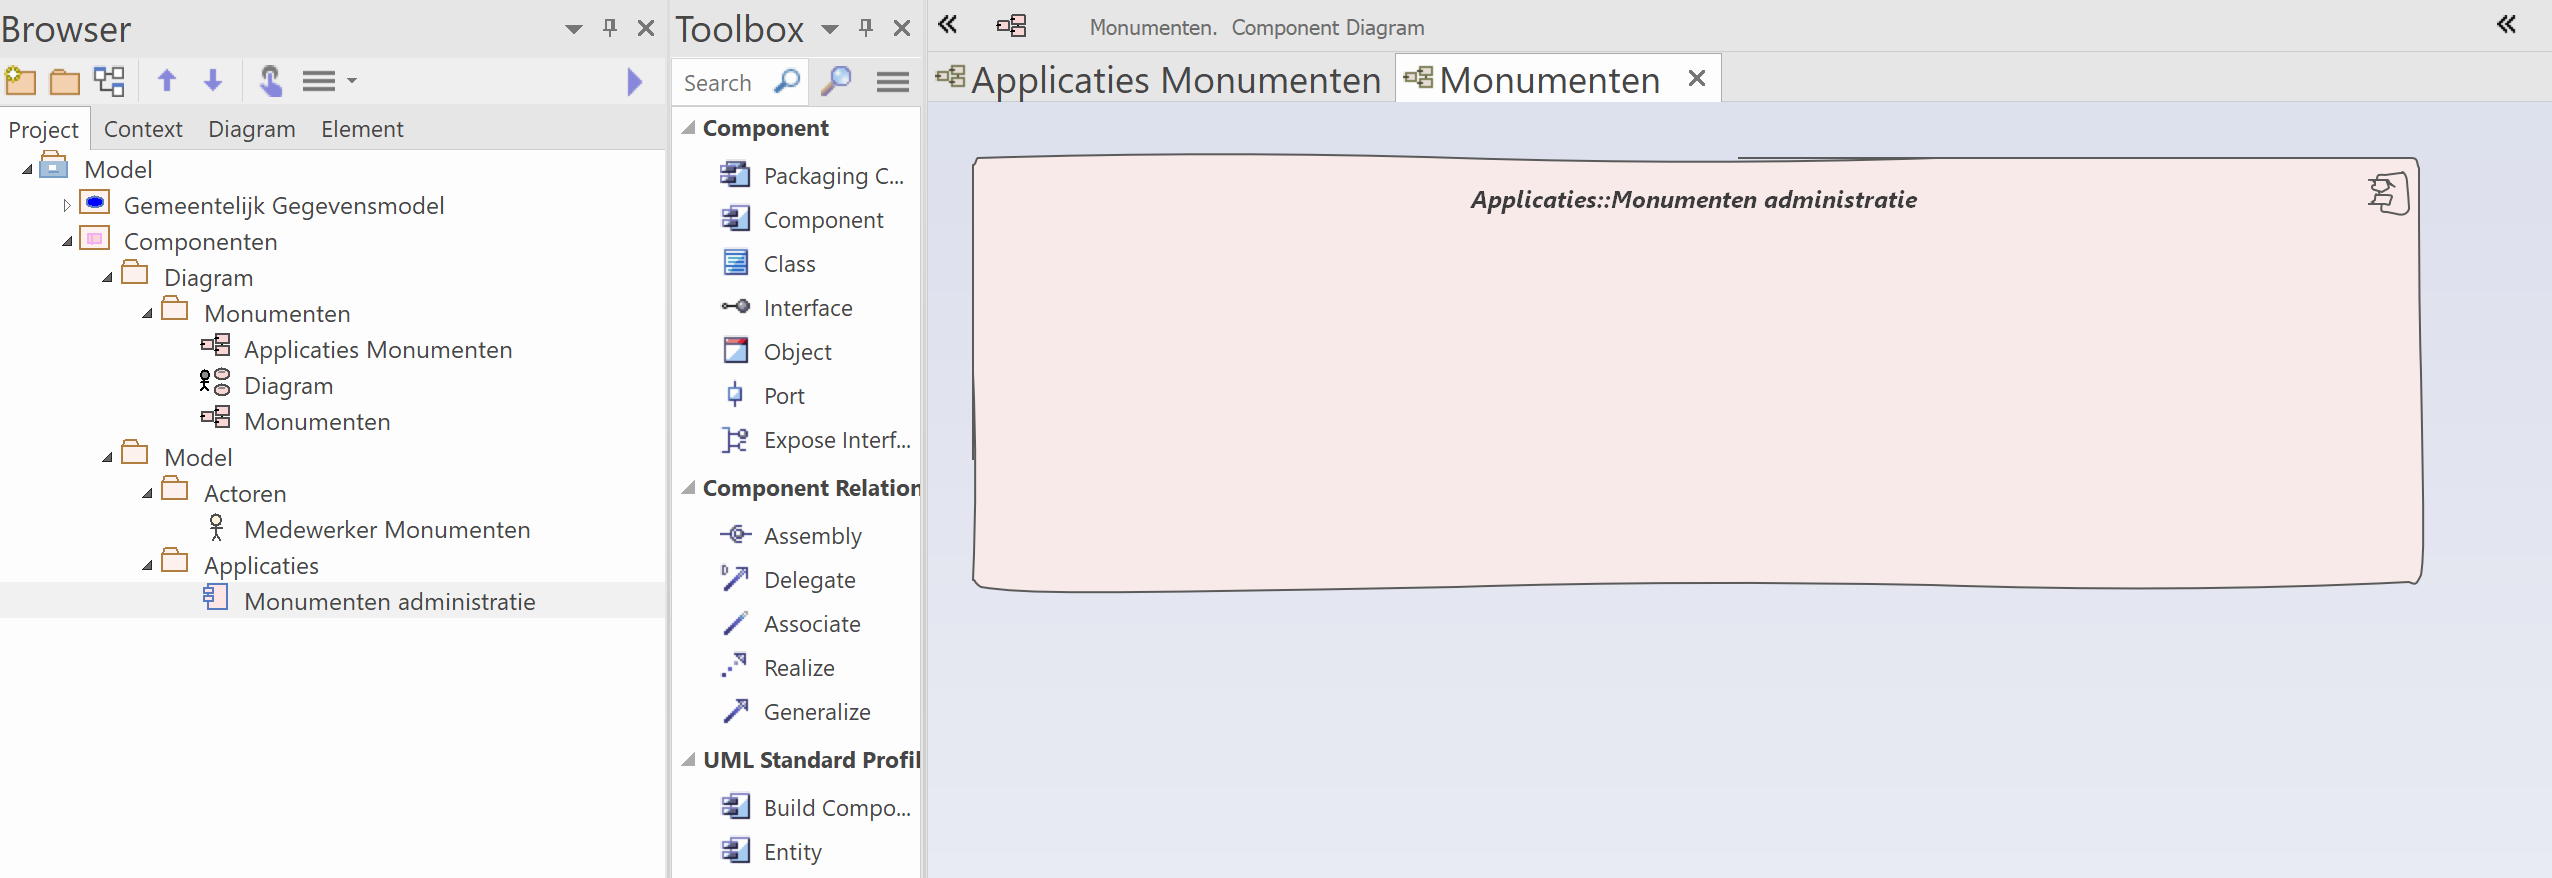 Browser
Project Context Diagram Element
Model
Gemeentelijk Gegevensmodel
Componenten
Diagram
Monumenten
Applicaties Monumenten
Diagram
Monumenten
Model
Actoren
Medewerker Monumenten
Applicaties
Monumenten administratie
Toolbox
Search
Component
Packaging C...
Component
Class
Interface
Object
Port
Expose Interf...
Component Relation
Assembly
Delegate
Associate
Realize
Generalize
UML Standard Profil
Build Compo...
Entity
Monumenten. Component Diagram
Applicaties Monumenten Monumenten
Applicaties::Monumenten administratie